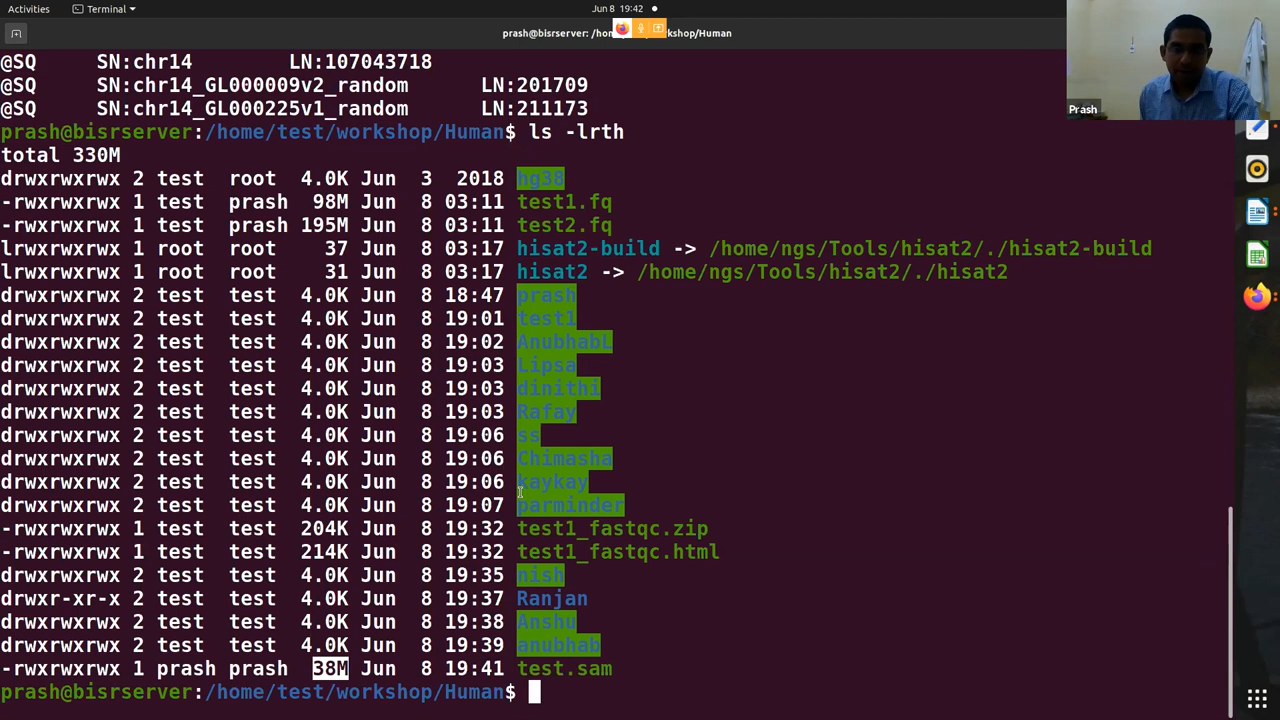 Activities Terminal Jun 8 19:42
prash@bisrserver: /hom kshop/Human
@SQ SN:chr14 LN:107043718
@SQ SN:chr14_GL000009v2_random LN:201709
@SQ SN:chr14_GL000225v1_random LN:211173
prash@bisrserver:/home/test/workshop/Human$ ls -lrth
total 330M
drwxrwxrwx 2 test root 4.0K Jun 3 2018 hg38
-rwxrwxrwx 1 test prash 98M Jun 8 03:11 test1.fq
-rwxrwxrwx 1 test prash 195M Jun 8 03:11 test2.fq
lrwxrwxrwx 1 root root 37 Jun 8 03:17 hisat2-build -> /home/ngs/Tools/hisat2/./hisat2-build
lrwxrwxrwx 1 root root 31 Jun 8 03:17 hisat2 -> /home/ngs/Tools/hisat2/./hisat2
drwxrwxrwx 2 test test 4.0K Jun 8 18:47 prash
drwxrwxrwx 2 test test 4.0K Jun 8 19:01 test1
drwxrwxrwx 2 test test 4.0K Jun 8 19:02 AnubhabL
drwxrwxrwx 2 test test 4.0K Jun 8 19:03 Lipsa
drwxrwxrwx 2 test test 4.0K Jun 8 19:03 dinithi
drwxrwxrwx 2 test test 4.0K Jun 8 19:03 Rafay
drwxrwxrwx 2 test test 4.0K Jun 8 19:06 ss
drwxrwxrwx 2 test test 4.0K Jun 8 19:06 Chimasha
drwxrwxrwx 2 test test 4.0K Jun 8 19:06 kaykay
drwxrwxrwx 2 test test 4.0K Jun 8 19:07 parminder
-rwxrwxrwx 1 test test 204K Jun 8 19:32 test1_fastqc.zip
-rwxrwxrwx 1 test test 214K Jun 8 19:32 test1_fastqc.html
drwxrwxrwx 2 test test 4.0K Jun 8 19:35 nish
drwxr-xr-x 2 test test 4.0K Jun 8 19:37 Ranjan
drwxrwxrwx 2 test test 4.0K Jun 8 19:38 Anshu
drwxrwxrwx 2 test test 4.0K Jun 8 19:39 anubhab
-rwxrwxrwx 1 prash prash 38M Jun 8 19:41 test.sam
prash@bisrserver:/home/test/workshop/Human$
Prash